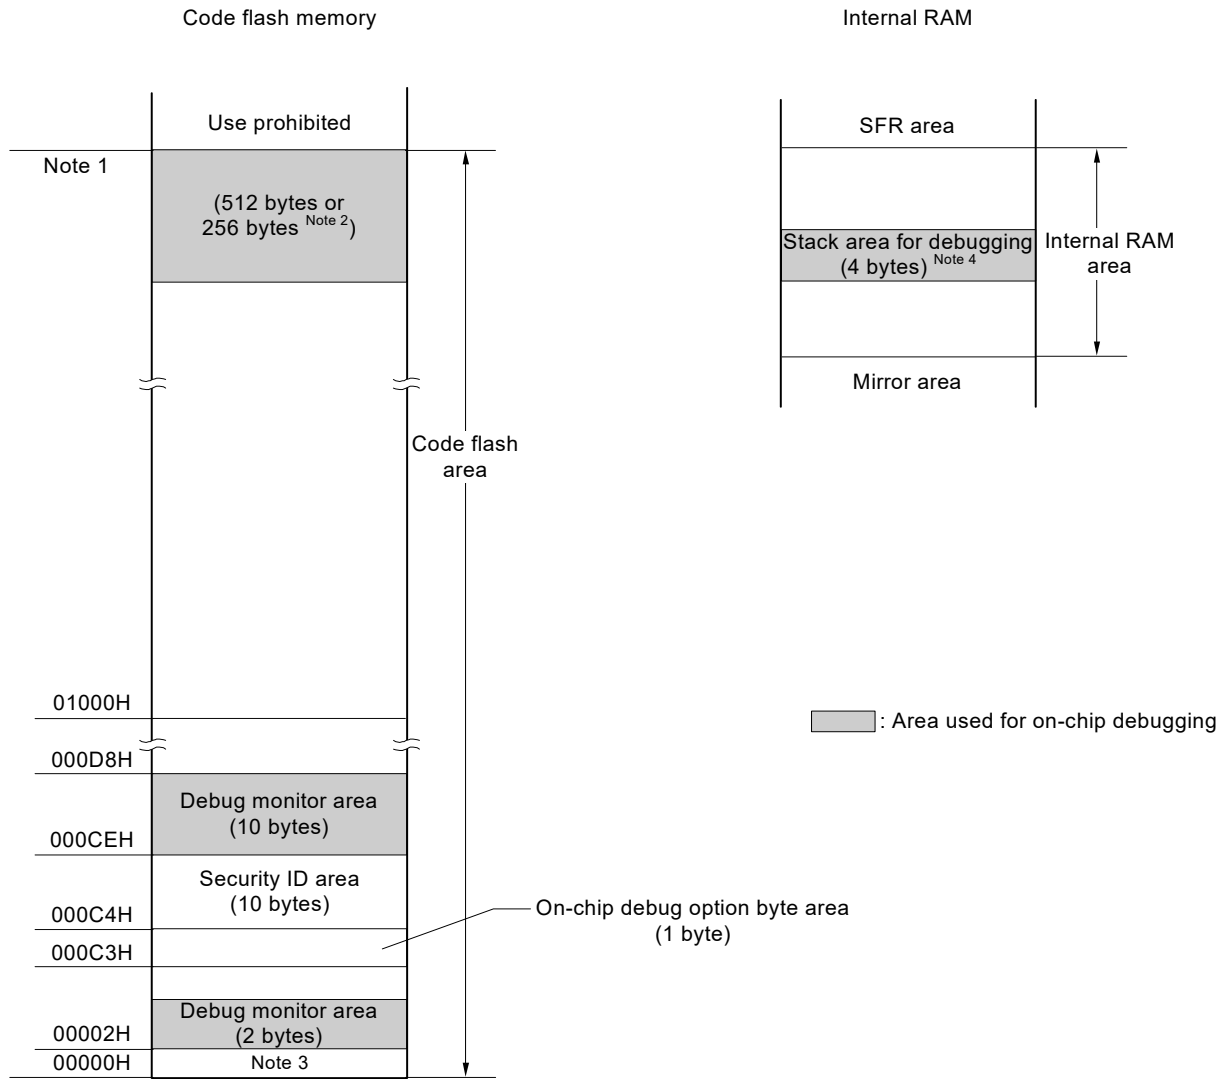 Code flash memory
Internal RAM
Use prohibited
Note 1
(512 bytes or
256 bytes Note 2)
Code flash
area
01000H
000D8H
Debug monitor area
(10 bytes)
000CEH
Security ID area
(10 bytes)
000C4H
000C3H
On-chip debug option byte area
(1 byte)
Debug monitor area
(2 bytes)
00002H
00000H
Note 3
SFR area
Stack area for debugging
(4 bytes) Note 4
Internal RAM
area
Mirror area
: Area used for on-chip debugging